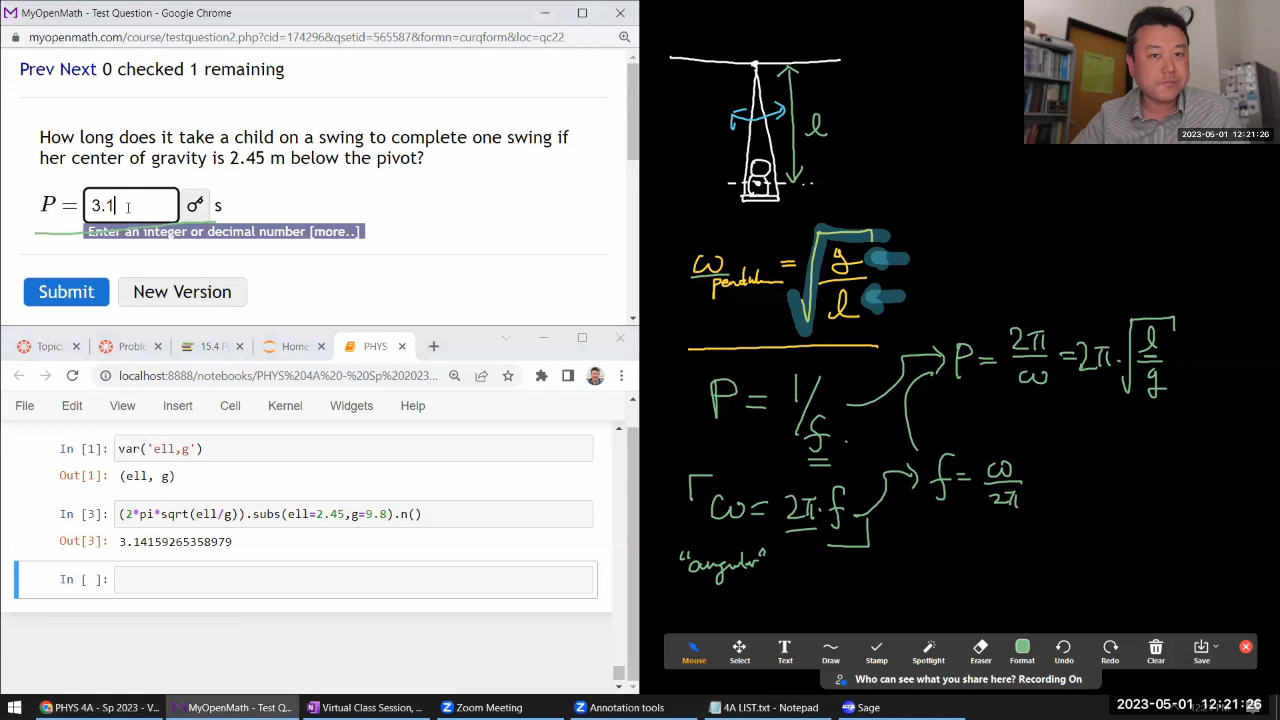 MyOpenMath - Test Question - Google Chrome
myopenmath.com/course/testquestion2.php?cid=174296&qsetid=565587&formn=curqform&loc=qc22
Prev Next 0 checked 1 remaining
How long does it take a child on a swing to complete one swing if
her center of gravity is 2.45 m below the pivot?
P = 3.1 s
Enter an integer or decimal number [more..]
Submit New Version
Topic: Proble 15.4 P Home PHYS
localhost:8888/notebooks/PHYS%204A%20-%20Sp%202023...
File Edit View Insert Cell Kernel Widgets Help
In [1]: var('ell,g')
Out[1]: (ell, g)
In [3]: (2*pi*sqrt(ell/g)).subs(ell=2.45,g=9.8).n()
Out[3]: 3.14159265358979
In [ ]:
l
ω pendulum = √ g / l
P = 1/f
P = 2π/ω = 2π · √ l/g
ω = 2π · f
f = ω/2π
"angular"
2023-05-01 12:21:26
Mouse Select Text Draw Stamp Spotlight Eraser Format Undo Redo Clear Save
Who can see what you share here? Recording On
PHYS 4A - Sp 2023 - V... MyOpenMath - Test Q... Virtual Class Session, ... Zoom Meeting Annotation tools 4A LIST.txt - Notepad Sage
2023-05-01 12:21:26